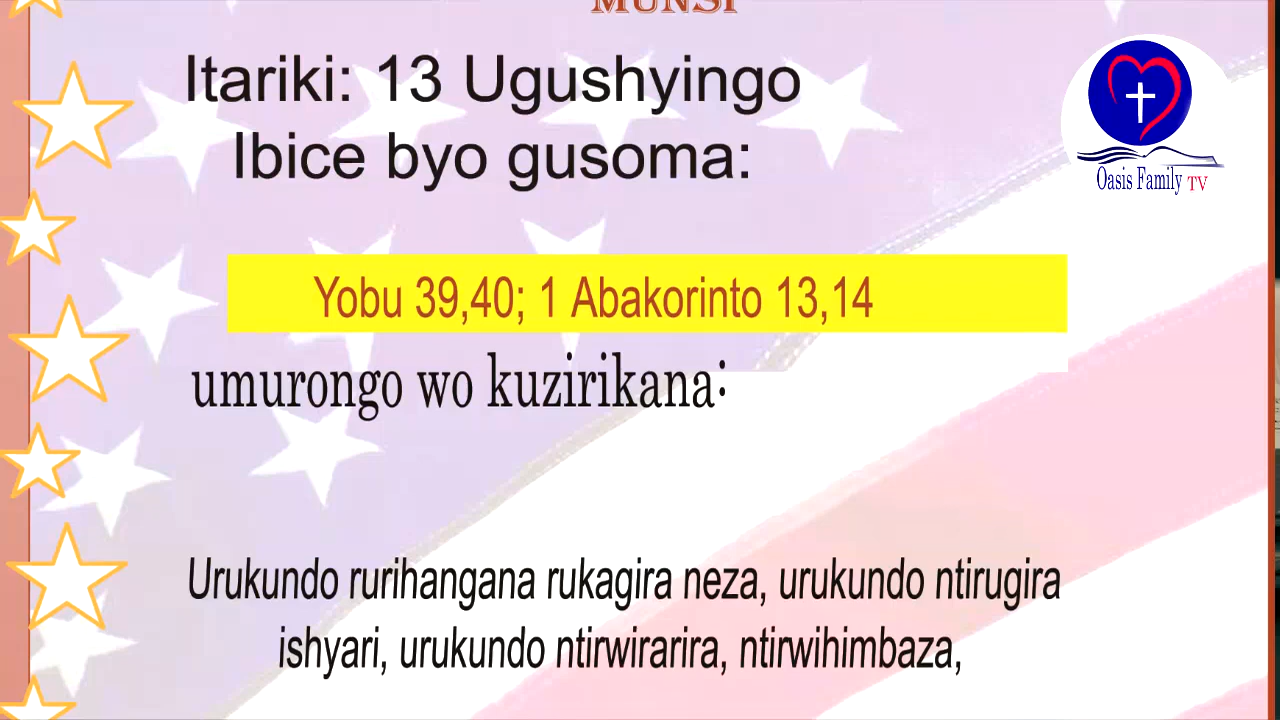 MUNSI
Itariki: 13 Ugushyingo
Ibice byo gusoma:
Oasis Family TV
Yobu 39,40; 1 Abakorinto 13,14
umurongo wo kuzirikana:
Urukundo rurihangana rukagira neza, urukundo ntirugira
ishyari, urukundo ntirwirarira, ntirwihimbaza,